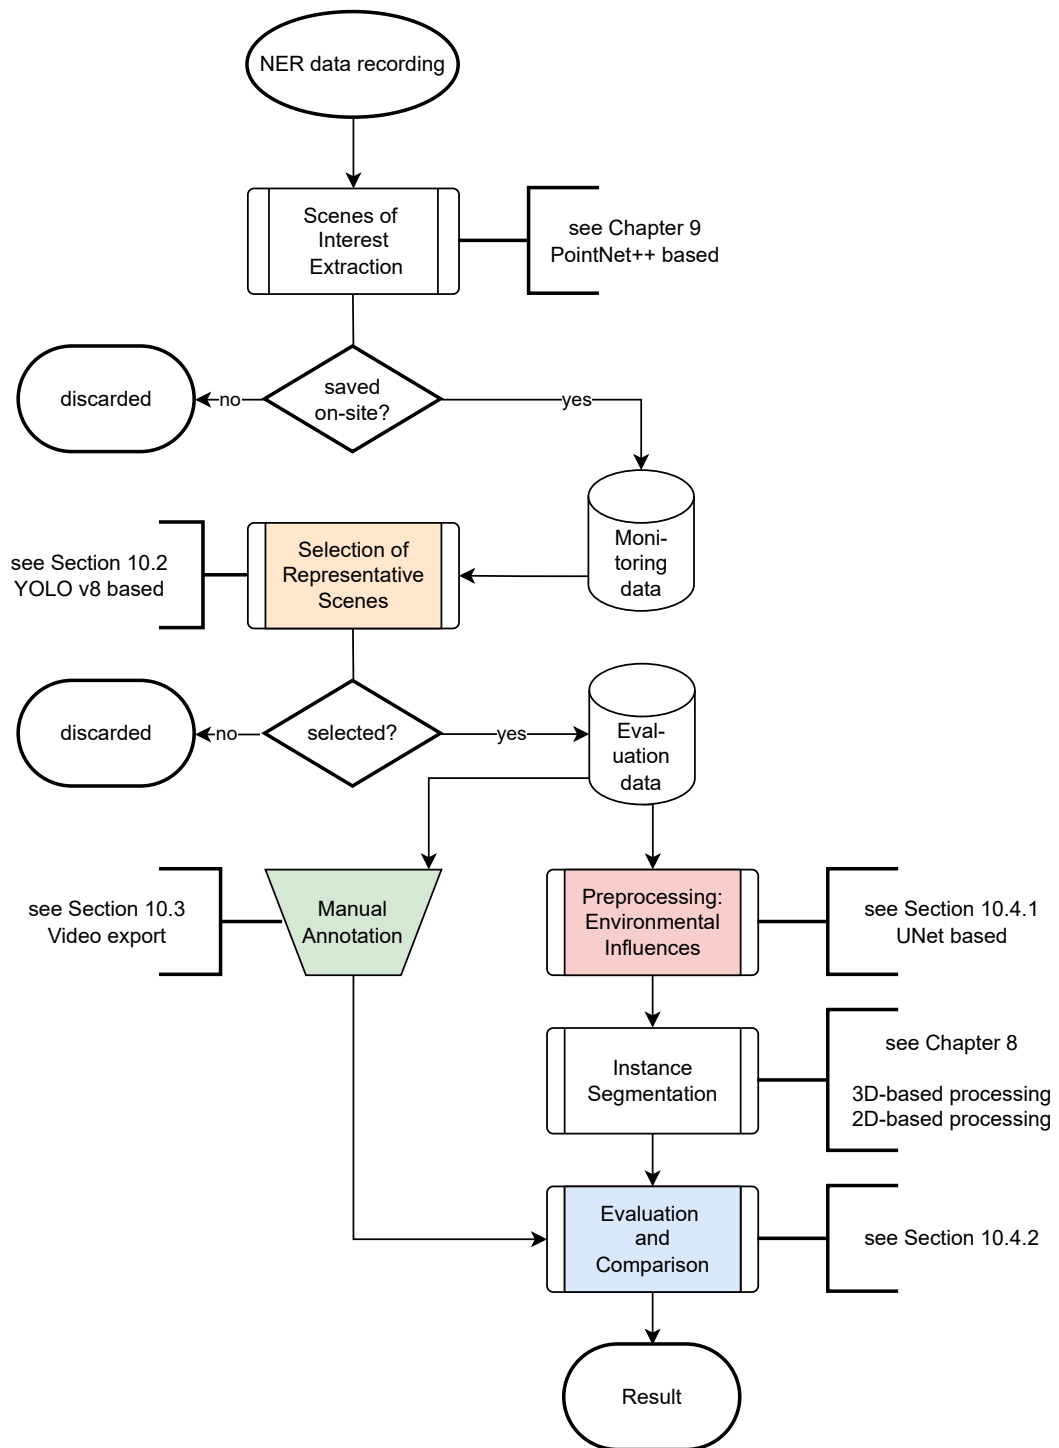 NER data recording
Scenes of
Interest
Extraction
see Chapter 9
PointNet++ based
saved
on-site?
no
discarded
yes
Moni-
toring
data
Selection of
Representative
Scenes
see Section 10.2
YOLO v8 based
selected?
no
discarded
yes
Eval-
uation
data
Manual
Annotation
see Section 10.3
Video export
Preprocessing:
Environmental
Influences
see Section 10.4.1
UNet based
Instance
Segmentation
see Chapter 8
3D-based processing
2D-based processing
Evaluation
and
Comparison
see Section 10.4.2
Result